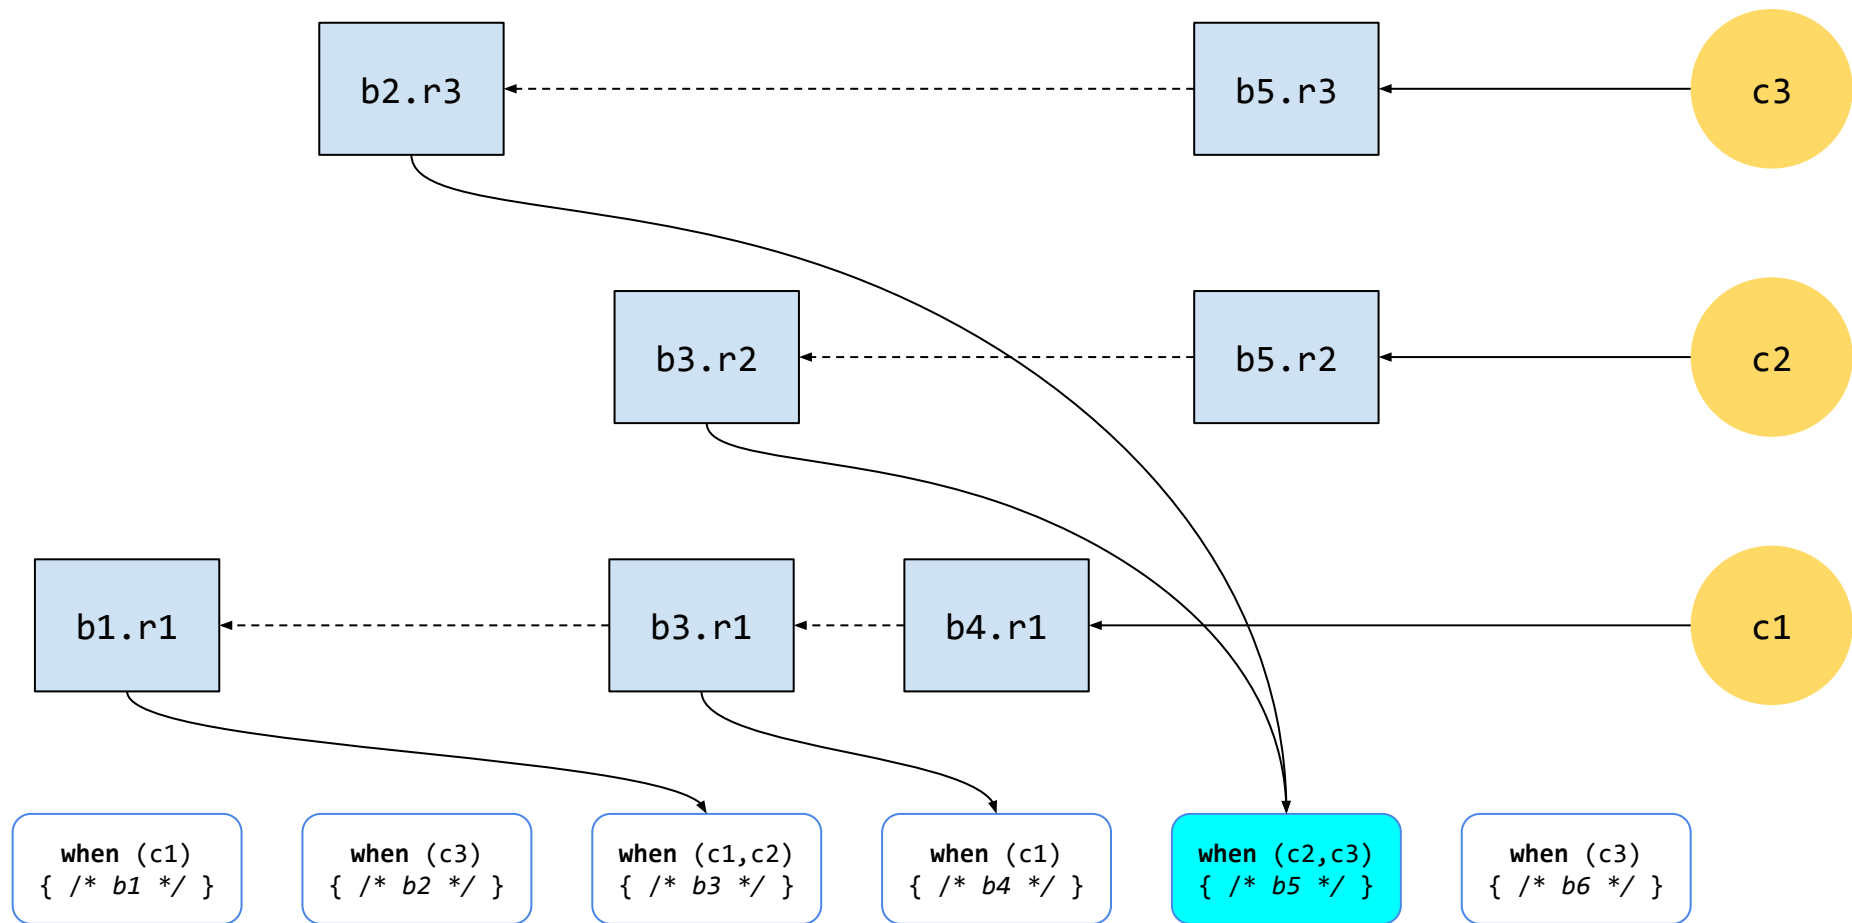 b2.r3
b5.r3
c3
b3.r2
b5.r2
c2
b1.r1
b3.r1
b4.r1
c1
when (c1)
{ /* b1 */ }
when (c3)
{ /* b2 */ }
when (c1,c2)
{ /* b3 */ }
when (c1)
{ /* b4 */ }
when (c2,c3)
{ /* b5 */ }
when (c3)
{ /* b6 */ }